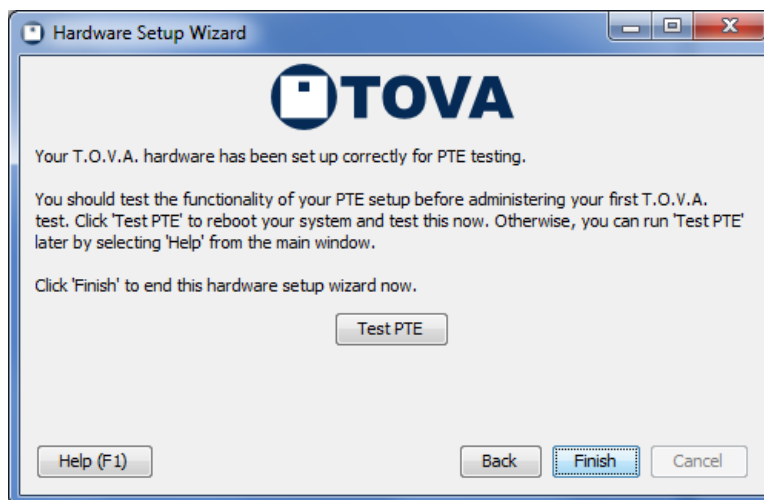 Hardware Setup Wizard
TOVA
Your T.O.V.A. hardware has been set up correctly for PTE testing.
You should test the functionality of your PTE setup before administering your first T.O.V.A.
test. Click 'Test PTE' to reboot your system and test this now. Otherwise, you can run 'Test PTE'
later by selecting 'Help' from the main window.
Click 'Finish' to end this hardware setup wizard now.
Test PTE
Help (F1)
Back
Finish
Cancel